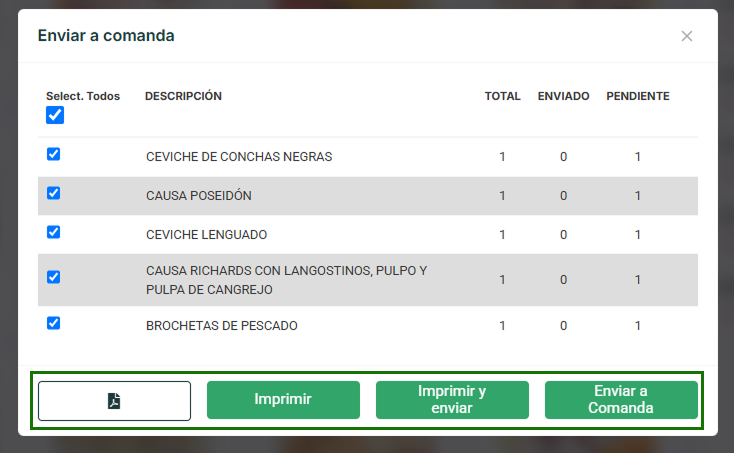 Enviar a comanda
Select. Todos DESCRIPCIÓN TOTAL ENVIADO PENDIENTE
CEVICHE DE CONCHAS NEGRAS 1 0 1
CAUSA POSEIDÓN 1 0 1
CEVICHE LENGUADO 1 0 1
CAUSA RICHARDS CON LANGOSTINOS, PULPO Y
PULPA DE CANGREJO 1 0 1
BROCHETAS DE PESCADO 1 0 1
Imprimir
Imprimir y
enviar
Enviar a
Comanda